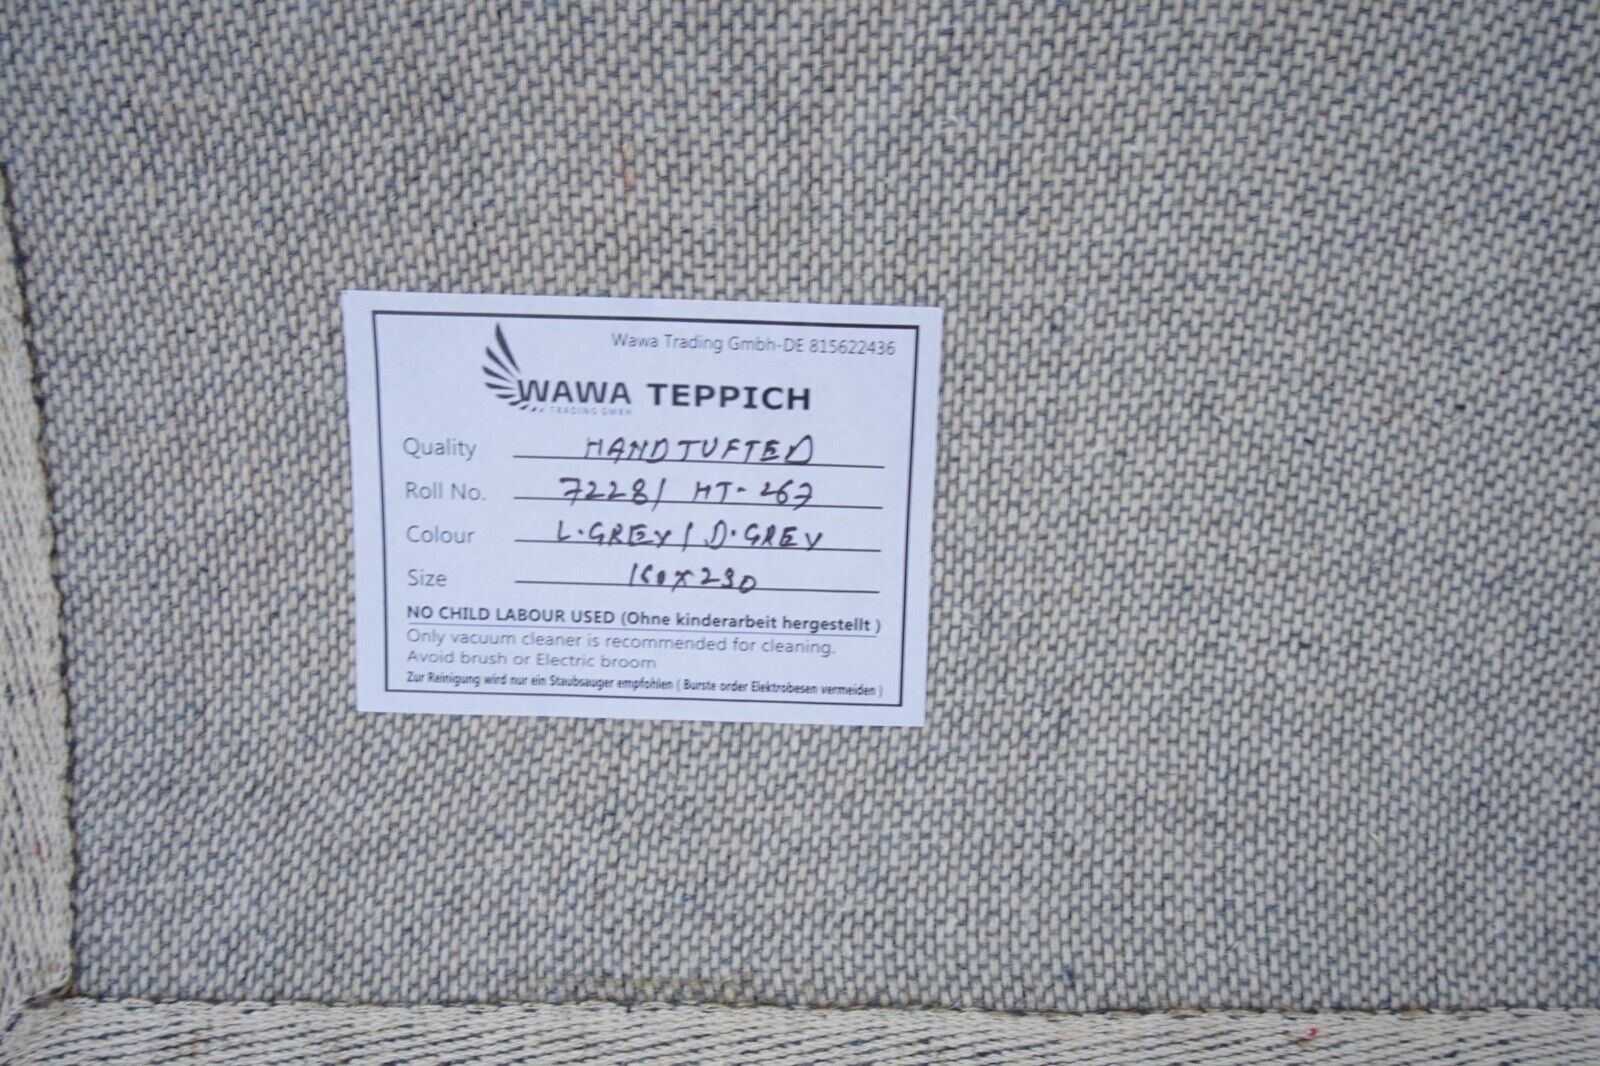 Wawa Trading Gmbh-DE 815622436
WAWA TEPPICH
TRADING GMBH
Quality HANDTUFTED
Roll No. 7228/ HT-267
Colour L.GREY/D.GREY
Size 160x230
NO CHILD LABOUR USED (Ohne kinderarbeit hergestellt )
Only vacuum cleaner is recommended for cleaning.
Avoid brush or Electric broom
Zur Reinigung wird nur ein Staubsauger empfohlen ( Burste order Elektrobesen vermeiden )